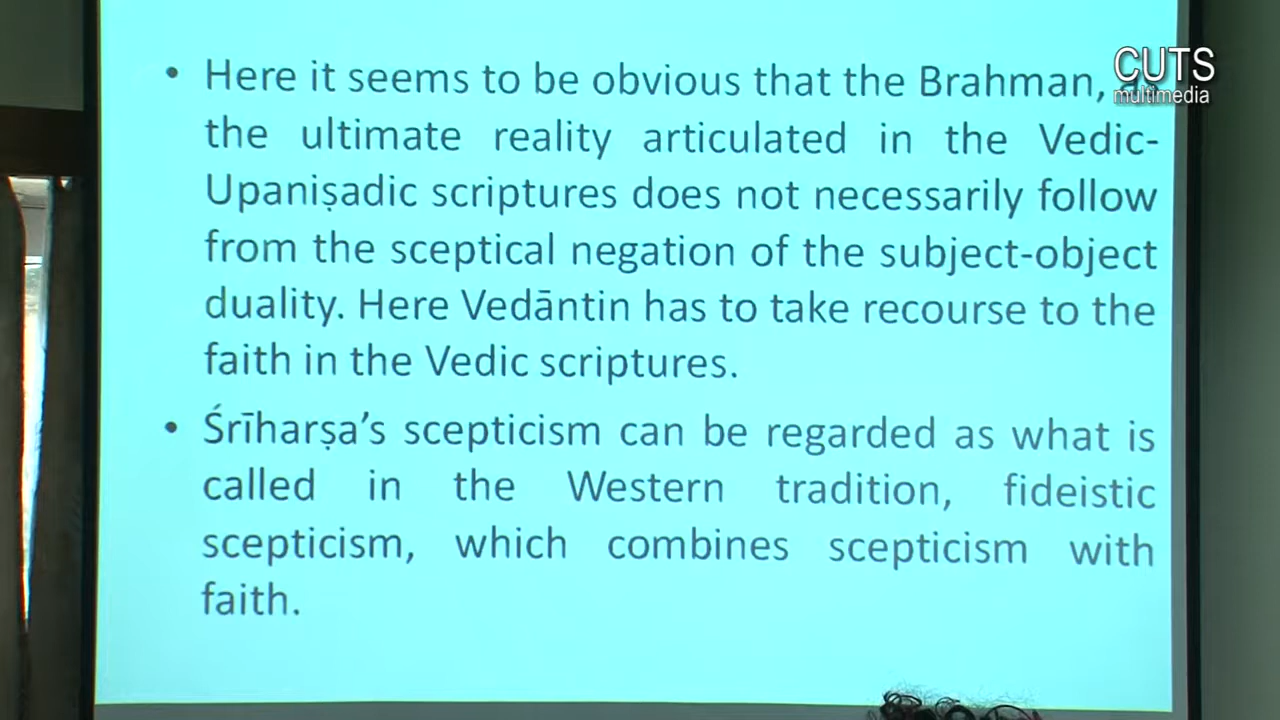 • Here it seems to be obvious that the Brahman,
the ultimate reality articulated in the Vedic-
Upaniṣadic scriptures does not necessarily follow
from the sceptical negation of the subject-object
duality. Here Vedāntin has to take recourse to the
faith in the Vedic scriptures.
• Śrīharṣa’s scepticism can be regarded as what is
called in the Western tradition, fideistic
scepticism, which combines scepticism with
faith.
CUTS
multimedia